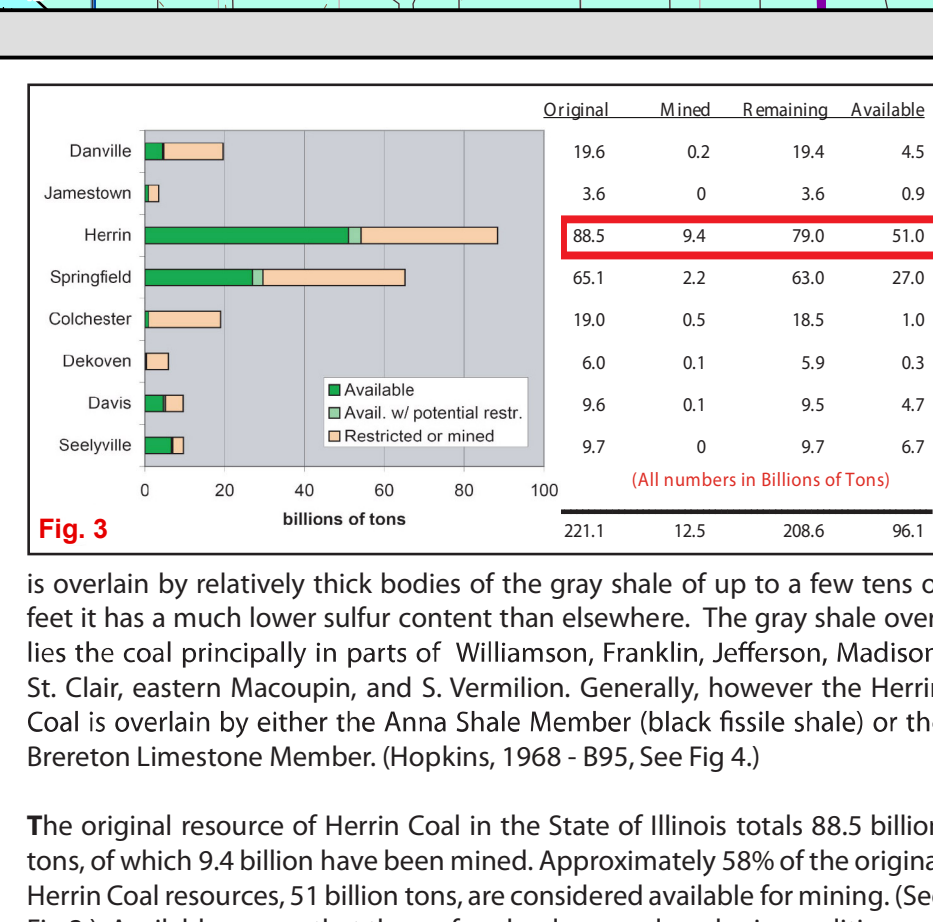 Original Mined Remaining Available
Danville 19.6 0.2 19.4 4.5
Jamestown 3.6 0 3.6 0.9
Herrin 88.5 9.4 79.0 51.0
Springfield 65.1 2.2 63.0 27.0
Colchester 19.0 0.5 18.5 1.0
Dekoven 6.0 0.1 5.9 0.3
Davis 9.6 0.1 9.5 4.7
Seelyville 9.7 0 9.7 6.7
Available
Avail. w/ potential restr.
Restricted or mined
(All numbers in Billions of Tons)
0 20 40 60 80 100
billions of tons
Fig. 3
221.1 12.5 208.6 96.1
is overlain by relatively thick bodies of the gray shale of up to a few tens o
feet it has a much lower sulfur content than elsewhere. The gray shale over
lies the coal principally in parts of Williamson, Franklin, Jefferson, Madison
St. Clair, eastern Macoupin, and S. Vermilion. Generally, however the Herri
Coal is overlain by either the Anna Shale Member (black fissile shale) or the
Brereton Limestone Member. (Hopkins, 1968 - B95, See Fig 4.)
The original resource of Herrin Coal in the State of Illinois totals 88.5 billion
tons, of which 9.4 billion have been mined. Approximately 58% of the origina
Herrin Coal resources, 51 billion tons, are considered available for mining. (See